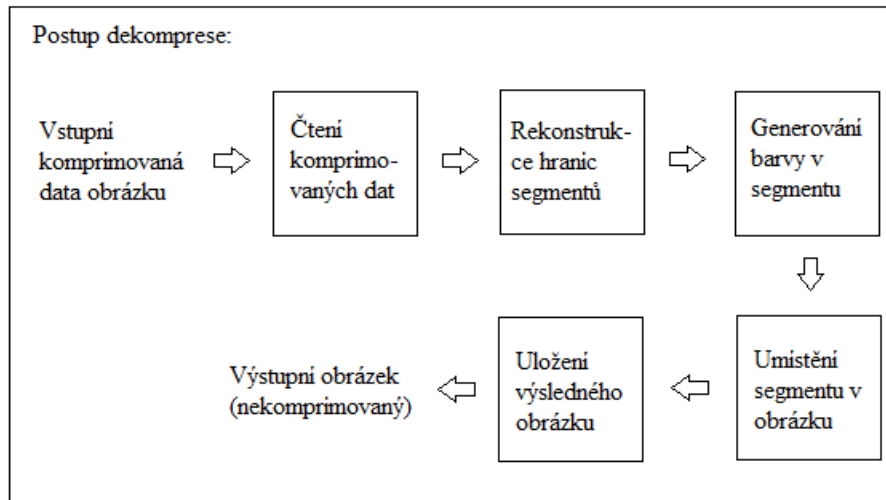 Postup dekomprese:
Vstupní
komprimovaná
data obrázku
Čtení
komprimo-
vaných dat
Rekonstruk-
ce hranic
segmentů
Generování
barvy v
segmentu
Umístění
segmentu v
obrázku
Uložení
výsledného
obrázku
Výstupní obrázek
(nekomprimovaný)